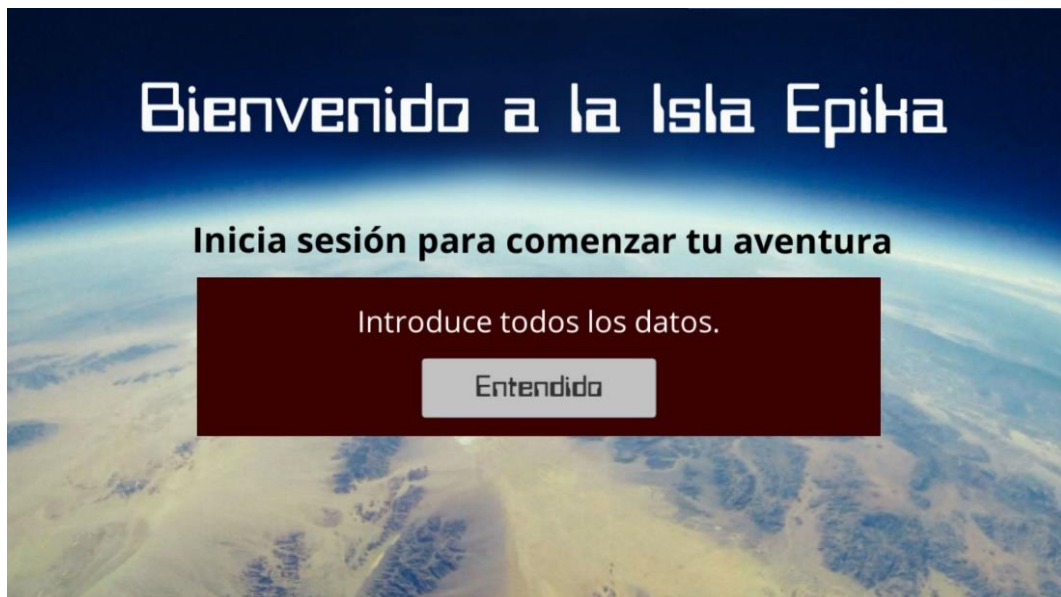 Bienvenido a la Isla Epika
Inicia sesión para comenzar tu aventura
Introduce todos los datos.
Entendido